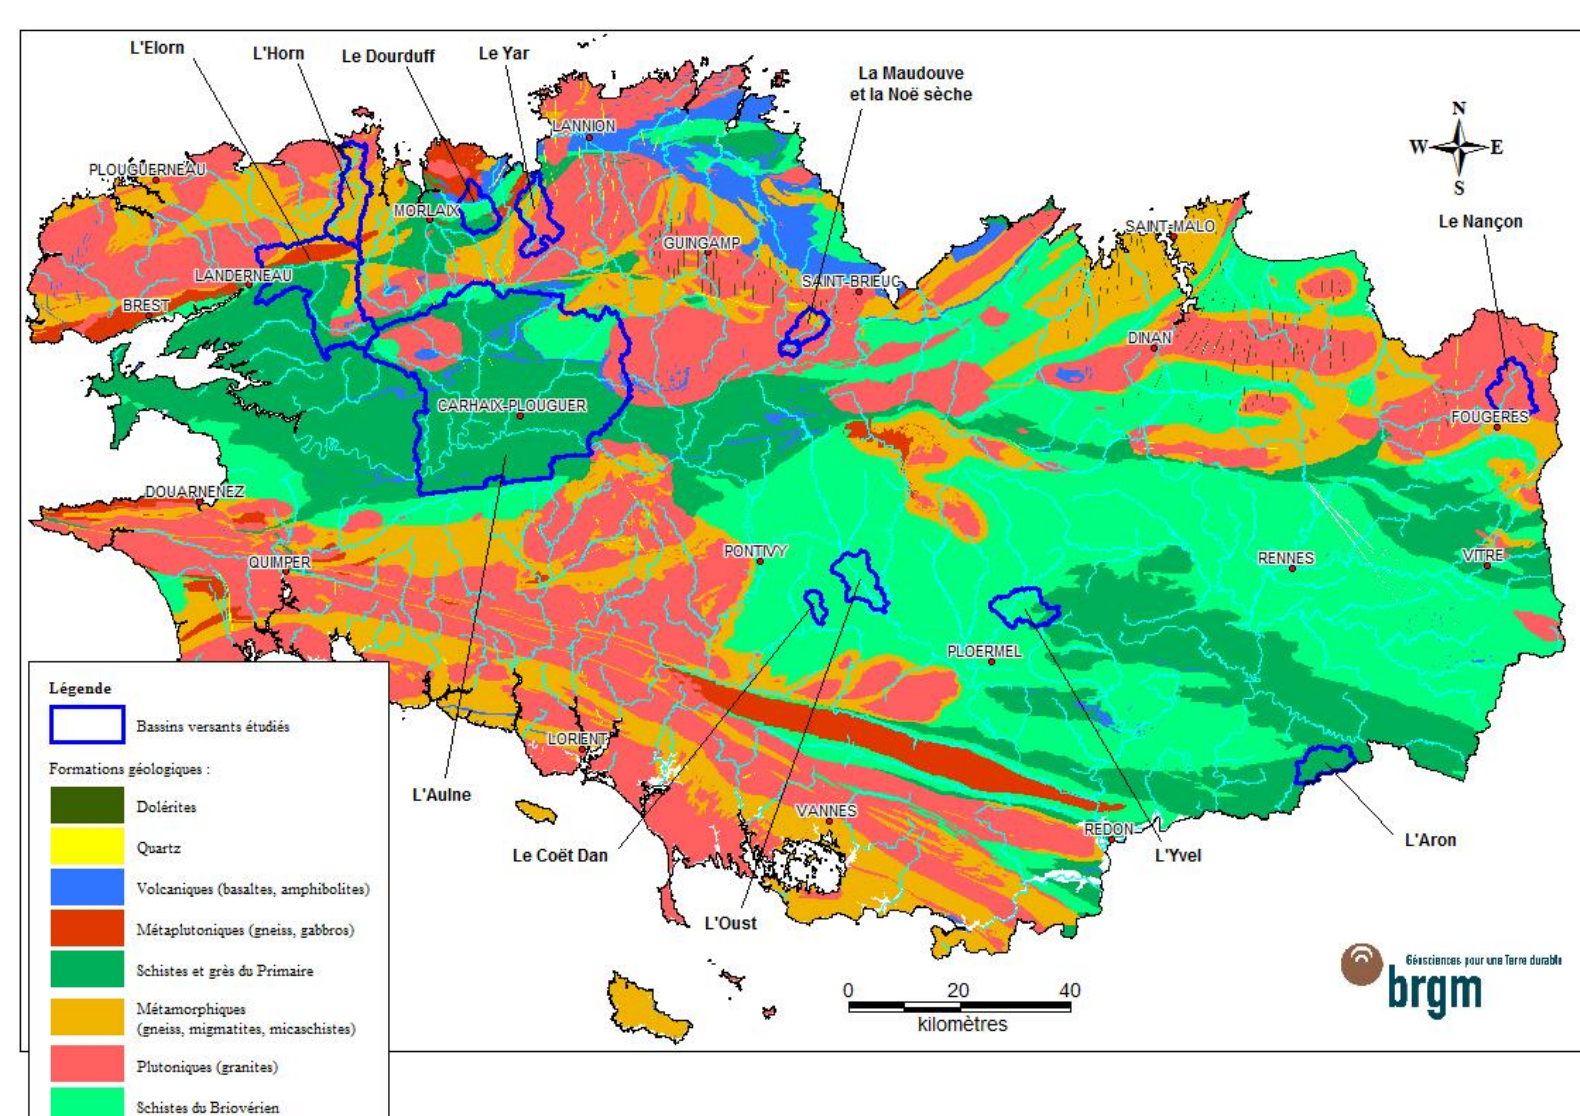 L'Elorn
L'Horn
Le Dourduff
Le Yar
La Maudouve
et la Noë sèche
N
W
E
S
Le Nançon
LANNION
PLOUGUERNEAU
MORLAIX
GUINGAMP
SAINT-MALO
LANDERNEAU
SAINT-BRIEUC
BREST
DINAN
CARHAIX-PLOUGUER
FOUGERES
DOUARNENEZ
QUIMPER
PONTIVY
RENNES
VITRE
PLOERMEL
LORIENT
VANNES
REDON
L'Aulne
Le Coët Dan
L'Oust
L'Yvel
L'Aron
Légende
Bassins versants étudiés
Formations géologiques :
Dolérites
Quartz
Volcaniques (basaltes, amphibolites)
Métaplutoniques (gneiss, gabbros)
Schistes et grès du Primaire
Métamorphiques
(gneiss, migmatites, micaschistes)
Plutoniques (granites)
Schistes du Briovérien
0 20 40
kilomètres
Géosciences pour une Terre durable
brgm